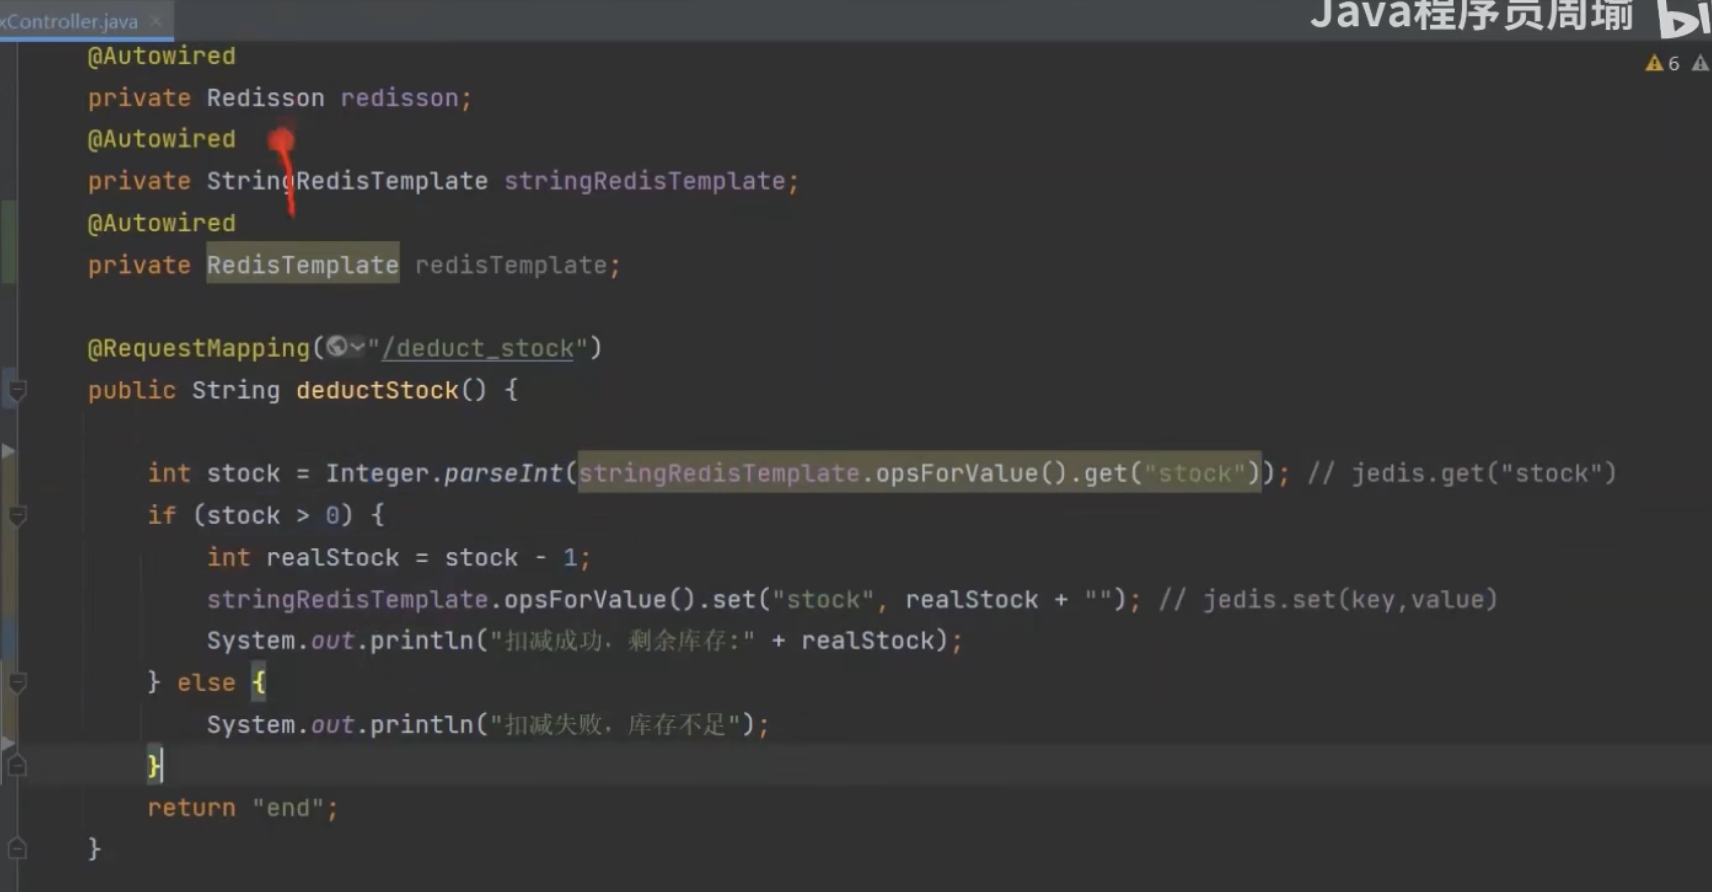 xController.java
Java程序员周瑜
6
@Autowired
private Redisson redisson;
@Autowired
private StringRedisTemplate stringRedisTemplate;
@Autowired
private RedisTemplate redisTemplate;
@RequestMapping("/deduct_stock")
public String deductStock() {
int stock = Integer.parseInt(stringRedisTemplate.opsForValue().get("stock")); // jedis.get("stock")
if (stock > 0) {
int realStock = stock - 1;
stringRedisTemplate.opsForValue().set("stock", realStock + ""); // jedis.set(key,value)
System.out.println("扣减成功，剩余库存:" + realStock);
} else {
System.out.println("扣减失败，库存不足");
}
return "end";
}